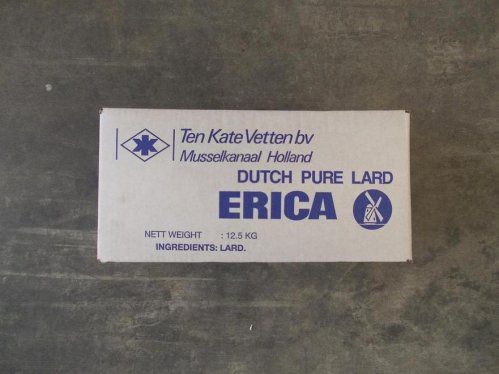 Ten Kate Vetten bv
Musselkanaal Holland
DUTCH PURE LARD
ERICA
NETT WEIGHT : 12.5 KG
INGREDIENTS: LARD.